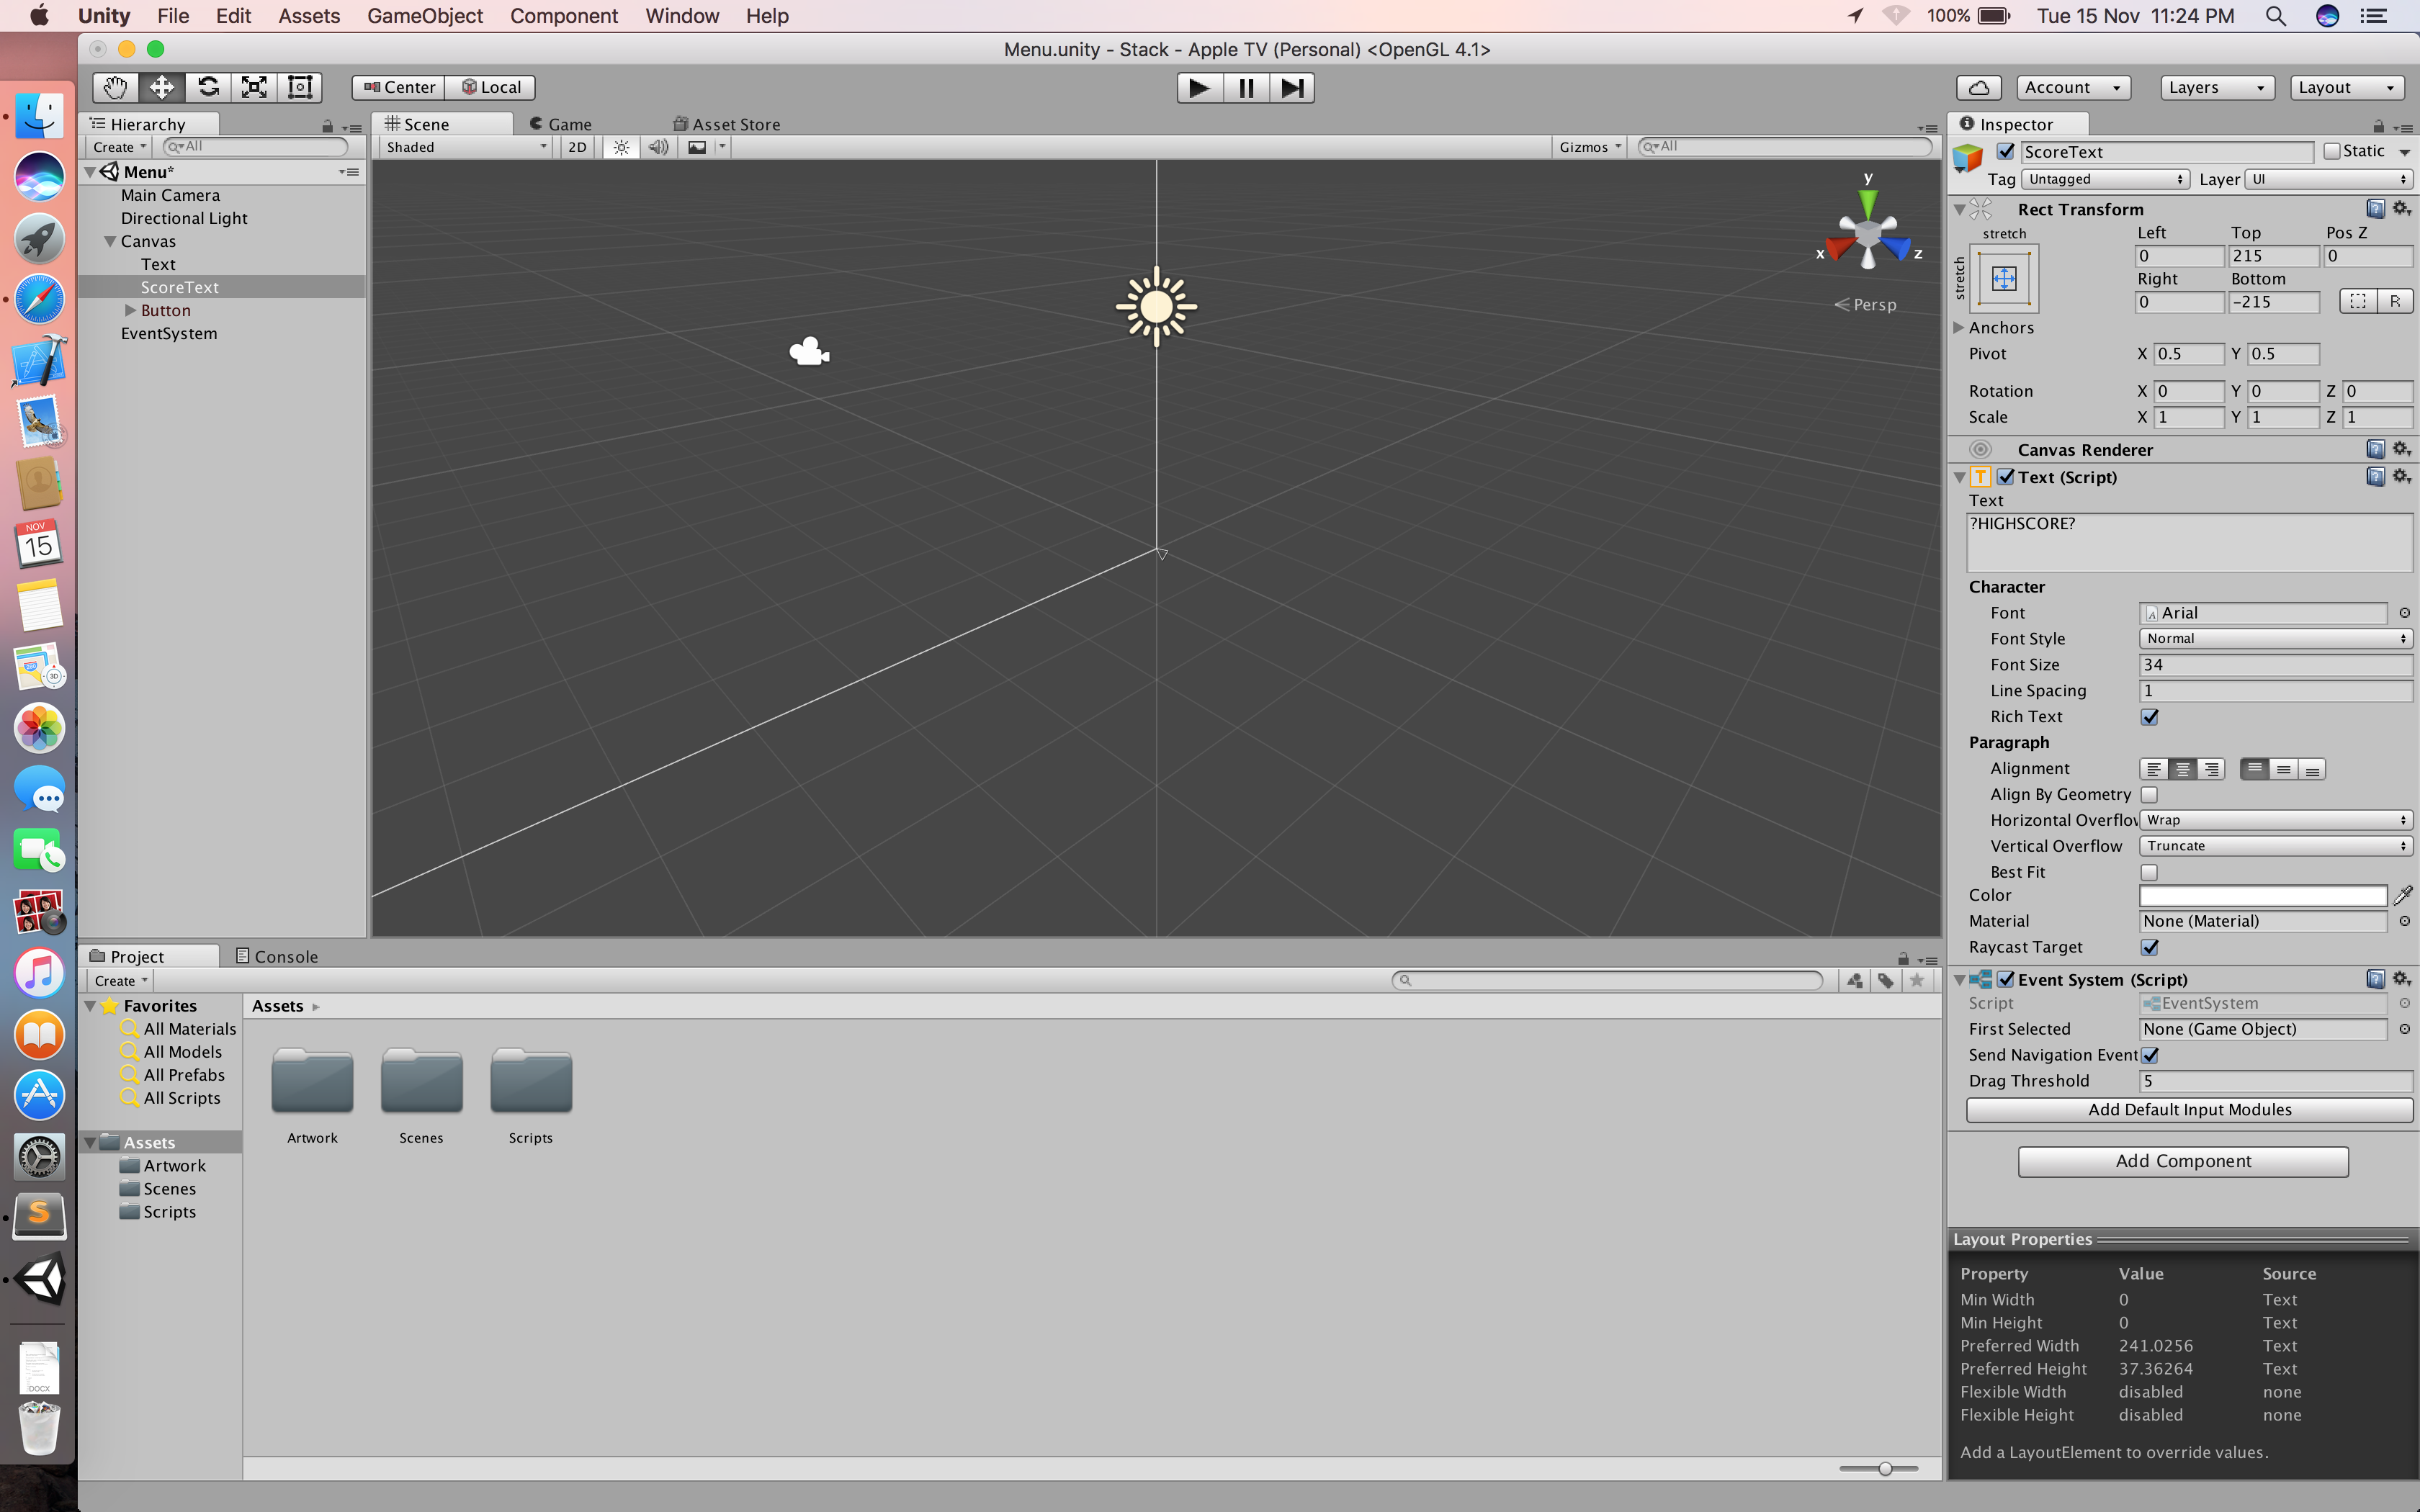 Unity File Edit Assets GameObject Component Window Help 100% Tue 15 Nov 11:24 PM
Menu.unity - Stack - Apple TV (Personal) <OpenGL 4.1>
Center Local Account Layers Layout
Hierarchy
Create All
Menu*
Main Camera
Directional Light
Canvas
Text
ScoreText
Button
EventSystem
Scene Game Asset Store
Shaded 2D Gizmos All
y
x z
Persp
Inspector
ScoreText Static
Tag Untagged Layer UI
Rect Transform
stretch Left Top Pos Z
stretch 0 215 0
Right Bottom
0 -215 R
Anchors
Pivot X 0.5 Y 0.5
Rotation X 0 Y 0 Z 0
Scale X 1 Y 1 Z 1
Canvas Renderer
Text (Script)
Text
?HIGHSCORE?
Character
Font Arial
Font Style Normal
Font Size 34
Line Spacing 1
Rich Text
Paragraph
Alignment
Align By Geometry
Horizontal Overflow Wrap
Vertical Overflow Truncate
Best Fit
Color
Material None (Material)
Raycast Target
Event System (Script)
Script EventSystem
First Selected None (Game Object)
Send Navigation Event
Drag Threshold 5
Add Default Input Modules
Add Component
Layout Properties
Property Value Source
Min Width 0 Text
Min Height 0 Text
Preferred Width 241.0256 Text
Preferred Height 37.36264 Text
Flexible Width disabled none
Flexible Height disabled none
Add a LayoutElement to override values.
Project Console
Create
Favorites
All Materials
All Models
All Prefabs
All Scripts
Assets
Artwork
Scenes
Scripts
Assets
Artwork Scenes Scripts
NOV
15
3D
S
DOCX